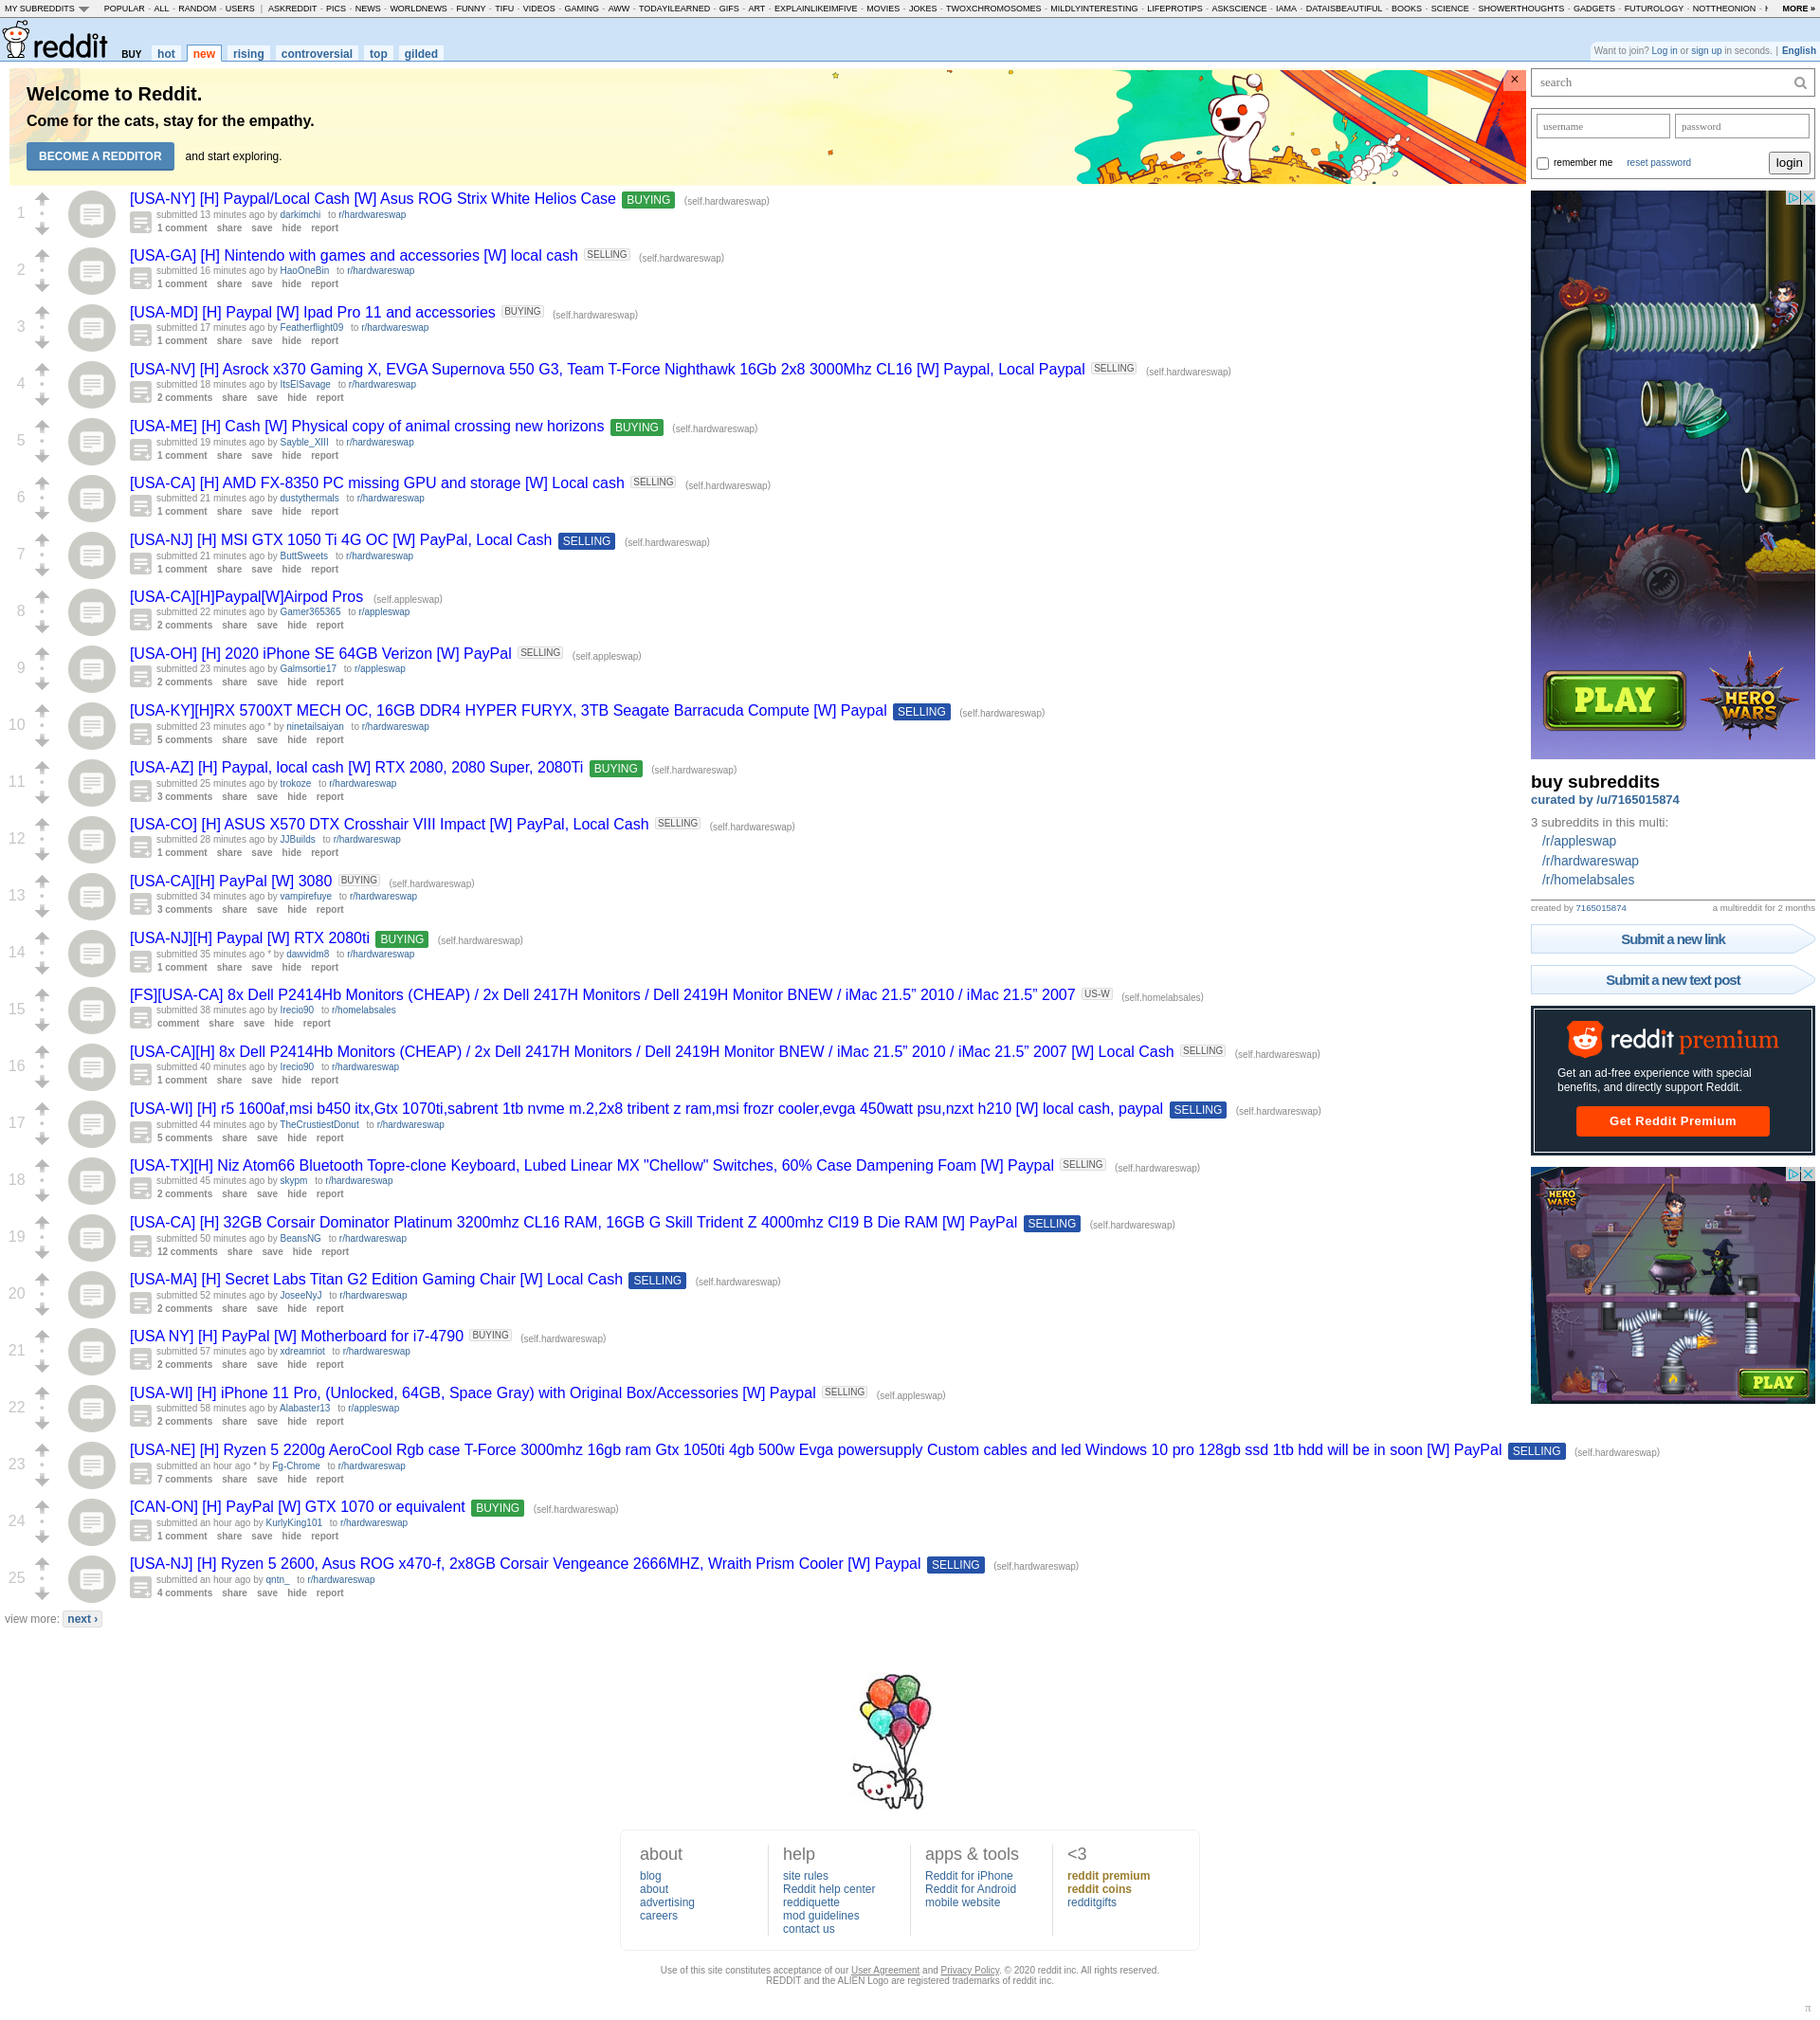 MY SUBREDDITS POPULAR - ALL - RANDOM - USERS | ASKREDDIT - PICS - NEWS - WORLDNEWS - FUNNY - TIFU - VIDEOS - GAMING - AWW - TODAYILEARNED - GIFS - ART - EXPLAINLIKEIMFIVE - MOVIES - JOKES - TWOXCHROMOSOMES - MILDLYINTERESTING - LIFEPROTIPS - ASKSCIENCE - IAMA - DATAISBEAUTIFUL - BOOKS - SCIENCE - SHOWERTHOUGHTS - GADGETS - FUTUROLOGY - NOTTHEONION - MORE »
reddit BUY hot new rising controversial top gilded
Want to join? Log in or sign up in seconds. | English
Welcome to Reddit.
Come for the cats, stay for the empathy.
BECOME A REDDITOR and start exploring.
×
search
username password
remember me reset password login
1
[USA-NY] [H] Paypal/Local Cash [W] Asus ROG Strix White Helios Case BUYING (self.hardwareswap)
submitted 13 minutes ago by darkimchi to r/hardwareswap
1 comment share save hide report
2
[USA-GA] [H] Nintendo with games and accessories [W] local cash SELLING (self.hardwareswap)
submitted 16 minutes ago by HaoOneBin to r/hardwareswap
1 comment share save hide report
3
[USA-MD] [H] Paypal [W] Ipad Pro 11 and accessories BUYING (self.hardwareswap)
submitted 17 minutes ago by Featherflight09 to r/hardwareswap
1 comment share save hide report
4
[USA-NV] [H] Asrock x370 Gaming X, EVGA Supernova 550 G3, Team T-Force Nighthawk 16Gb 2x8 3000Mhz CL16 [W] Paypal, Local Paypal SELLING (self.hardwareswap)
submitted 18 minutes ago by ItsElSavage to r/hardwareswap
2 comments share save hide report
5
[USA-ME] [H] Cash [W] Physical copy of animal crossing new horizons BUYING (self.hardwareswap)
submitted 19 minutes ago by Sayble_XIII to r/hardwareswap
1 comment share save hide report
6
[USA-CA] [H] AMD FX-8350 PC missing GPU and storage [W] Local cash SELLING (self.hardwareswap)
submitted 21 minutes ago by dustythermals to r/hardwareswap
1 comment share save hide report
7
[USA-NJ] [H] MSI GTX 1050 Ti 4G OC [W] PayPal, Local Cash SELLING (self.hardwareswap)
submitted 21 minutes ago by ButtSweets to r/hardwareswap
1 comment share save hide report
8
[USA-CA][H]Paypal[W]Airpod Pros (self.appleswap)
submitted 22 minutes ago by Gamer365365 to r/appleswap
2 comments share save hide report
9
[USA-OH] [H] 2020 iPhone SE 64GB Verizon [W] PayPal SELLING (self.appleswap)
submitted 23 minutes ago by Galmsortie17 to r/appleswap
2 comments share save hide report
10
[USA-KY][H]RX 5700XT MECH OC, 16GB DDR4 HYPER FURYX, 3TB Seagate Barracuda Compute [W] Paypal SELLING (self.hardwareswap)
submitted 23 minutes ago * by ninetailsaiyan to r/hardwareswap
5 comments share save hide report
11
[USA-AZ] [H] Paypal, local cash [W] RTX 2080, 2080 Super, 2080Ti BUYING (self.hardwareswap)
submitted 25 minutes ago by trokoze to r/hardwareswap
3 comments share save hide report
12
[USA-CO] [H] ASUS X570 DTX Crosshair VIII Impact [W] PayPal, Local Cash SELLING (self.hardwareswap)
submitted 28 minutes ago by JJBuilds to r/hardwareswap
1 comment share save hide report
13
[USA-CA][H] PayPal [W] 3080 BUYING (self.hardwareswap)
submitted 34 minutes ago by vampirefuye to r/hardwareswap
3 comments share save hide report
14
[USA-NJ][H] Paypal [W] RTX 2080ti BUYING (self.hardwareswap)
submitted 35 minutes ago * by dawvidm8 to r/hardwareswap
1 comment share save hide report
15
[FS][USA-CA] 8x Dell P2414Hb Monitors (CHEAP) / 2x Dell 2417H Monitors / Dell 2419H Monitor BNEW / iMac 21.5” 2010 / iMac 21.5” 2007 US-W (self.homelabsales)
submitted 38 minutes ago by Irecio90 to r/homelabsales
comment share save hide report
16
[USA-CA][H] 8x Dell P2414Hb Monitors (CHEAP) / 2x Dell 2417H Monitors / Dell 2419H Monitor BNEW / iMac 21.5” 2010 / iMac 21.5” 2007 [W] Local Cash SELLING (self.hardwareswap)
submitted 40 minutes ago by Irecio90 to r/hardwareswap
1 comment share save hide report
17
[USA-WI] [H] r5 1600af,msi b450 itx,Gtx 1070ti,sabrent 1tb nvme m.2,2x8 tribent z ram,msi frozr cooler,evga 450watt psu,nzxt h210 [W] local cash, paypal SELLING (self.hardwareswap)
submitted 44 minutes ago by TheCrustiestDonut to r/hardwareswap
5 comments share save hide report
18
[USA-TX][H] Niz Atom66 Bluetooth Topre-clone Keyboard, Lubed Linear MX "Chellow" Switches, 60% Case Dampening Foam [W] Paypal SELLING (self.hardwareswap)
submitted 45 minutes ago by skypm to r/hardwareswap
2 comments share save hide report
19
[USA-CA] [H] 32GB Corsair Dominator Platinum 3200mhz CL16 RAM, 16GB G Skill Trident Z 4000mhz Cl19 B Die RAM [W] PayPal SELLING (self.hardwareswap)
submitted 50 minutes ago by BeansNG to r/hardwareswap
12 comments share save hide report
20
[USA-MA] [H] Secret Labs Titan G2 Edition Gaming Chair [W] Local Cash SELLING (self.hardwareswap)
submitted 52 minutes ago by JoseeNyJ to r/hardwareswap
2 comments share save hide report
21
[USA NY] [H] PayPal [W] Motherboard for i7-4790 BUYING (self.hardwareswap)
submitted 57 minutes ago by xdreamriot to r/hardwareswap
2 comments share save hide report
22
[USA-WI] [H] iPhone 11 Pro, (Unlocked, 64GB, Space Gray) with Original Box/Accessories [W] Paypal SELLING (self.appleswap)
submitted 58 minutes ago by Alabaster13 to r/appleswap
2 comments share save hide report
23
[USA-NE] [H] Ryzen 5 2200g AeroCool Rgb case T-Force 3000mhz 16gb ram Gtx 1050ti 4gb 500w Evga powersupply Custom cables and led Windows 10 pro 128gb ssd 1tb hdd will be in soon [W] PayPal SELLING (self.hardwareswap)
submitted an hour ago * by Fg-Chrome to r/hardwareswap
7 comments share save hide report
24
[CAN-ON] [H] PayPal [W] GTX 1070 or equivalent BUYING (self.hardwareswap)
submitted an hour ago by KurlyKing101 to r/hardwareswap
1 comment share save hide report
25
[USA-NJ] [H] Ryzen 5 2600, Asus ROG x470-f, 2x8GB Corsair Vengeance 2666MHZ, Wraith Prism Cooler [W] Paypal SELLING (self.hardwareswap)
submitted an hour ago by qntn_ to r/hardwareswap
4 comments share save hide report
view more: next ›
PLAY HERO WARS
buy subreddits
curated by /u/7165015874
3 subreddits in this multi:
/r/appleswap
/r/hardwareswap
/r/homelabsales
created by 7165015874 a multireddit for 2 months
Submit a new link
Submit a new text post
reddit premium
Get an ad-free experience with special
benefits, and directly support Reddit.
Get Reddit Premium
HERO WARS
PLAY
about
blog
about
advertising
careers
help
site rules
Reddit help center
reddiquette
mod guidelines
contact us
apps & tools
Reddit for iPhone
Reddit for Android
mobile website
<3
reddit premium
reddit coins
redditgifts
Use of this site constitutes acceptance of our User Agreement and Privacy Policy. © 2020 reddit inc. All rights reserved.
REDDIT and the ALIEN Logo are registered trademarks of reddit inc.
π